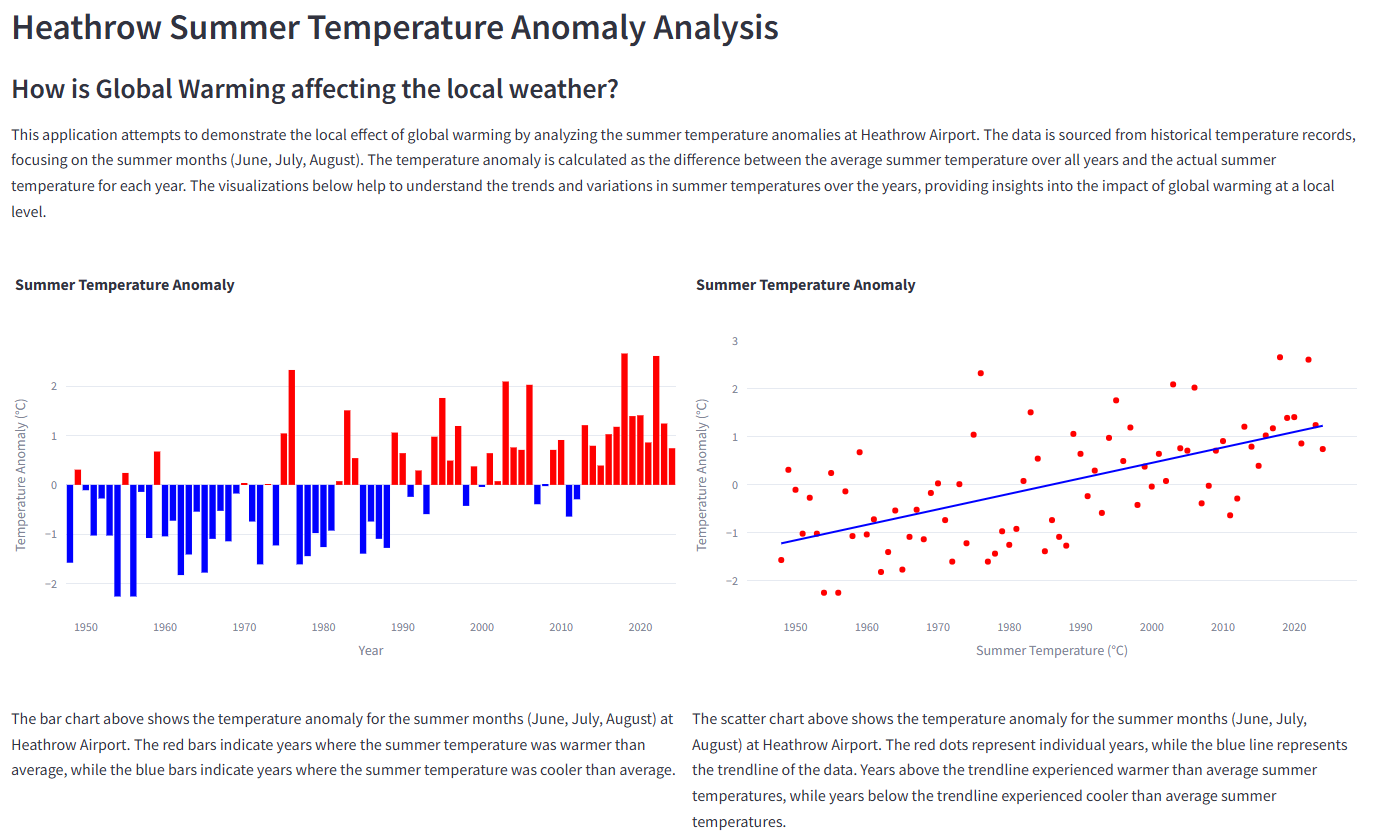 Heathrow Summer Temperature Anomaly Analysis
How is Global Warming affecting the local weather?
This application attempts to demonstrate the local effect of global warming by analyzing the summer temperature anomalies at Heathrow Airport. The data is sourced from historical temperature records,
focusing on the summer months (June, July, August). The temperature anomaly is calculated as the difference between the average summer temperature over all years and the actual summer
temperature for each year. The visualizations below help to understand the trends and variations in summer temperatures over the years, providing insights into the impact of global warming at a local
level.
Summer Temperature Anomaly
Temperature Anomaly (°C)
2
1
0
−1
−2
1950 1960 1970 1980 1990 2000 2010 2020
Year
Summer Temperature Anomaly
Temperature Anomaly (°C)
3
2
1
0
−1
−2
1950 1960 1970 1980 1990 2000 2010 2020
Summer Temperature (°C)
The bar chart above shows the temperature anomaly for the summer months (June, July, August) at
Heathrow Airport. The red bars indicate years where the summer temperature was warmer than
average, while the blue bars indicate years where the summer temperature was cooler than average.
The scatter chart above shows the temperature anomaly for the summer months (June, July,
August) at Heathrow Airport. The red dots represent individual years, while the blue line represents
the trendline of the data. Years above the trendline experienced warmer than average summer
temperatures, while years below the trendline experienced cooler than average summer
temperatures.